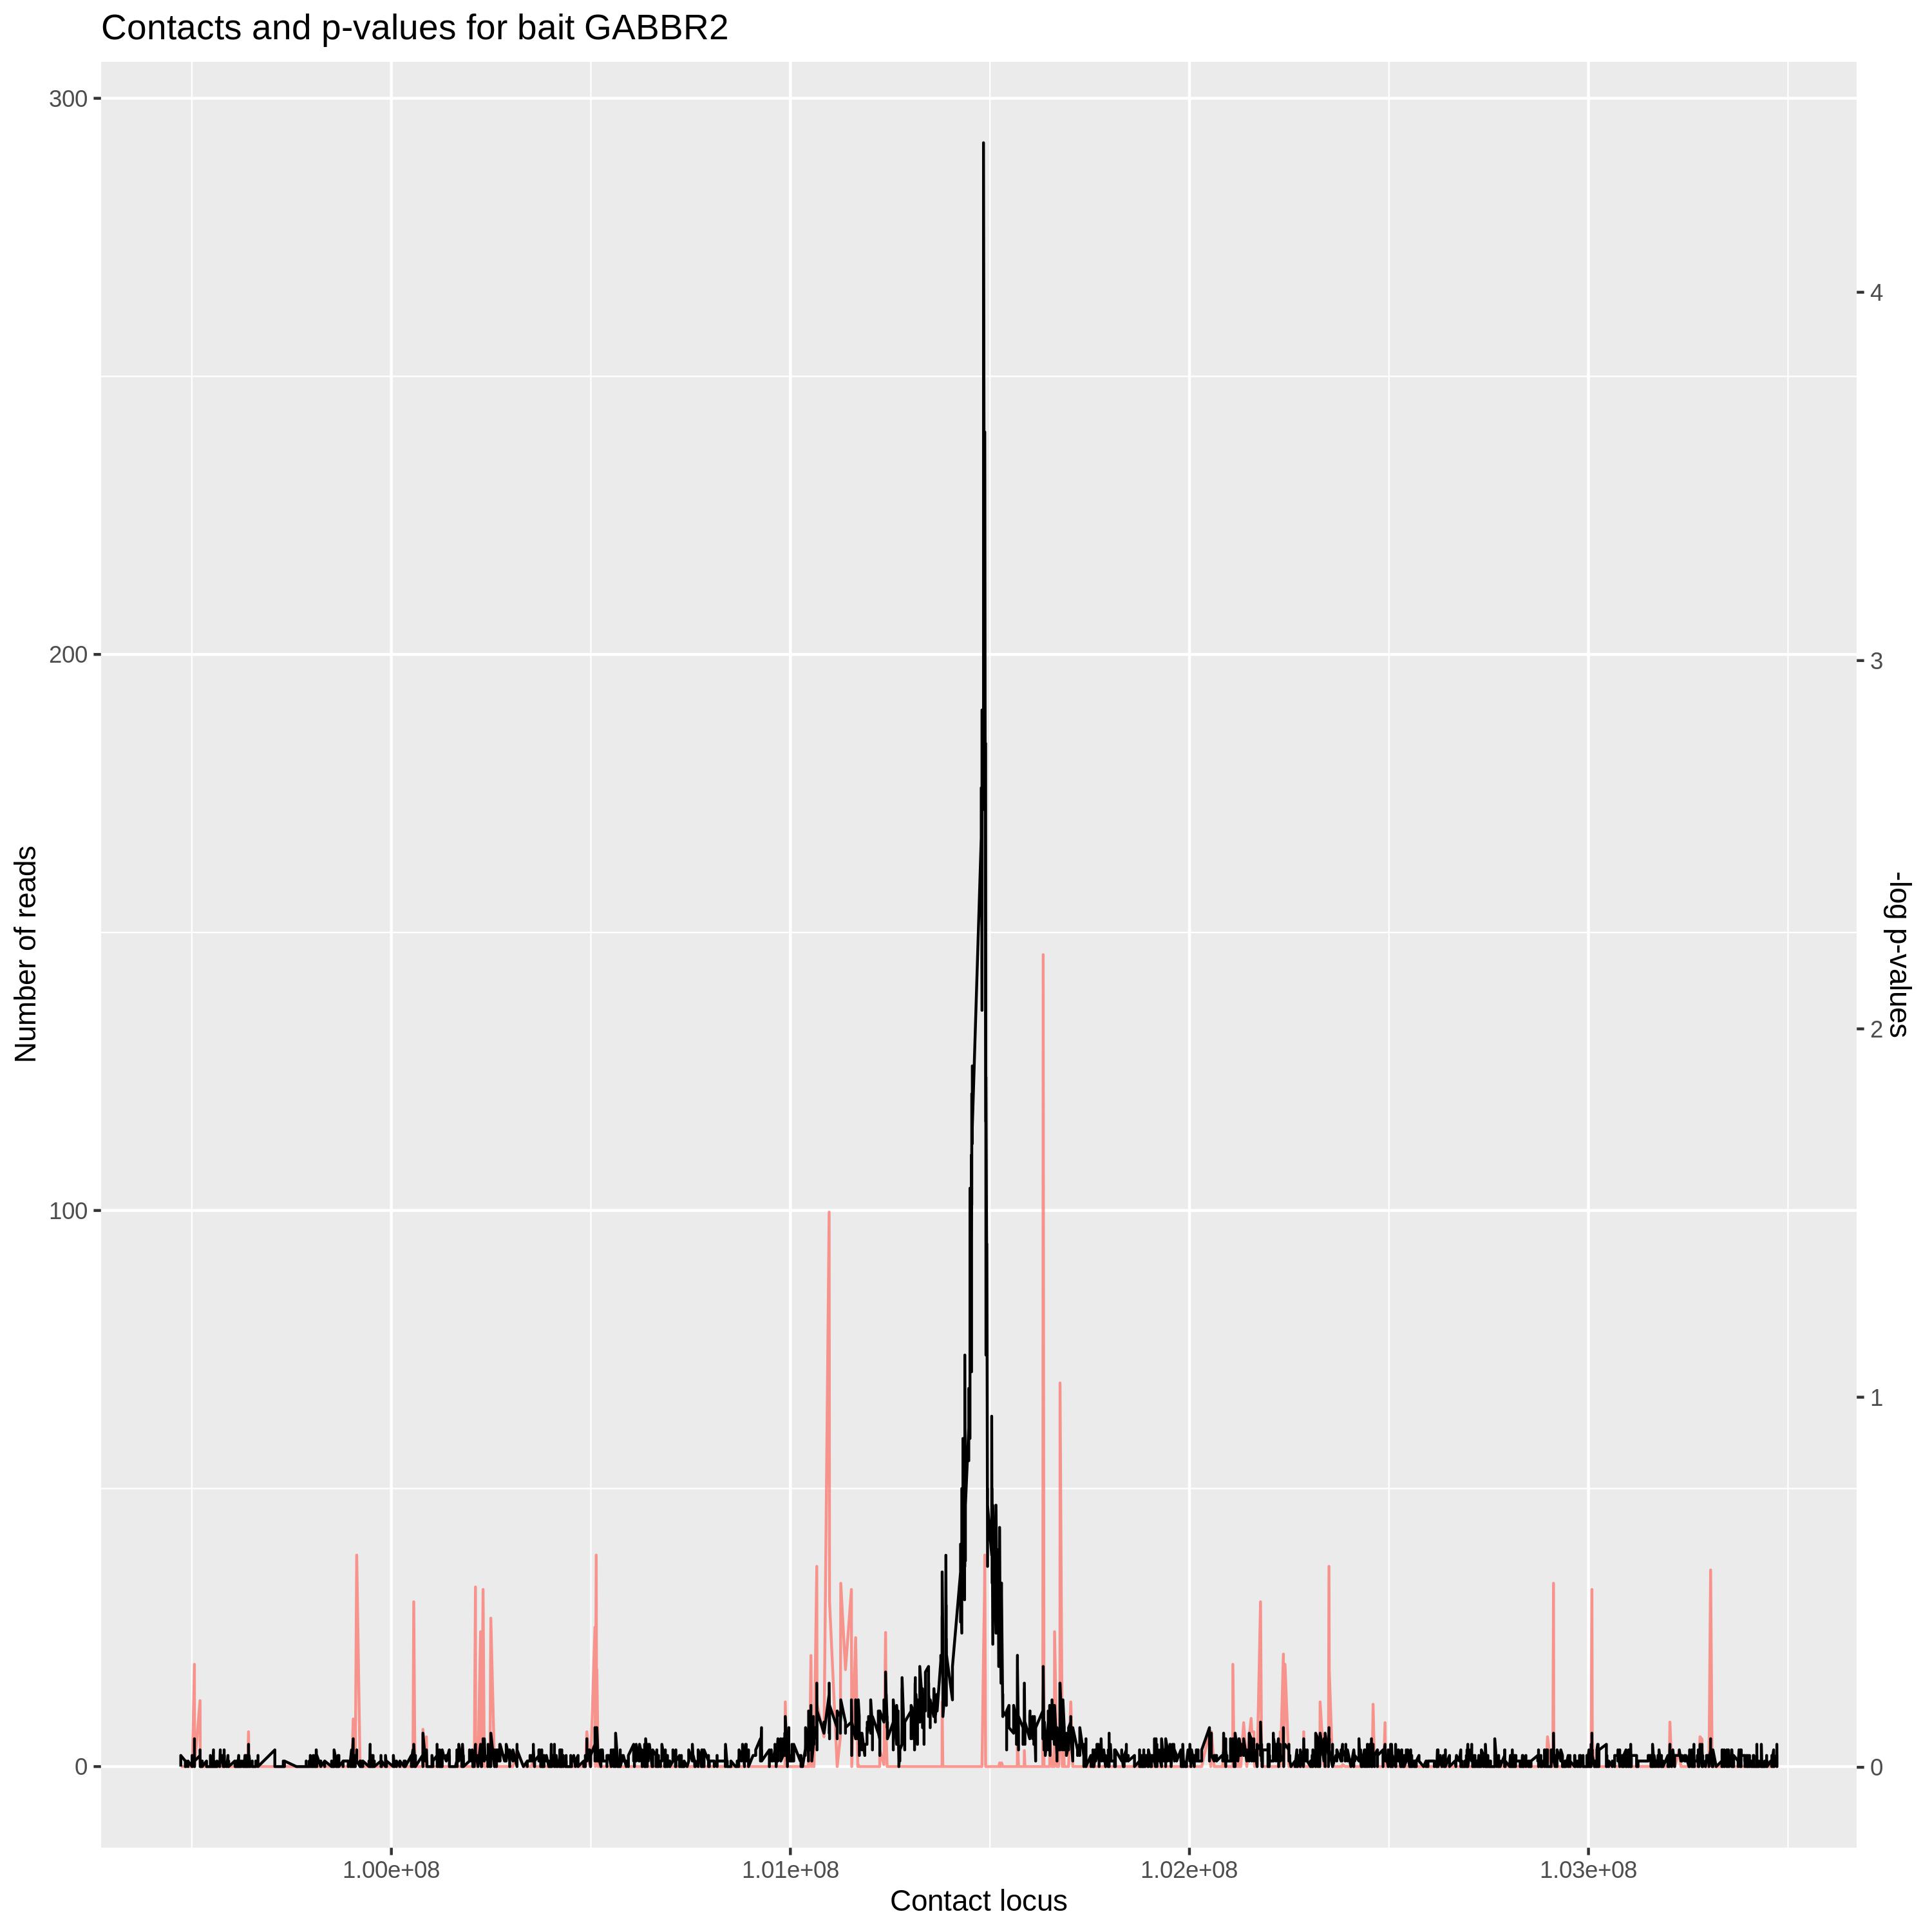 Contacts and p-values for bait GABBR2
300
200
100
0
Number of reads
4
3
2
1
0
-log p-values
1.00e+08
1.01e+08
1.02e+08
1.03e+08
Contact locus